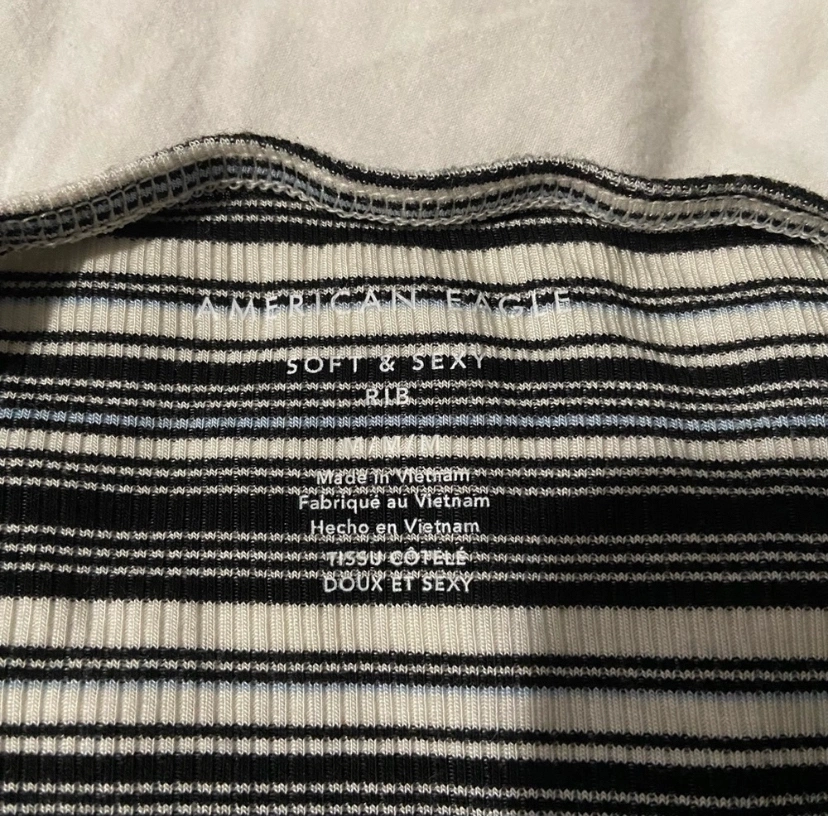 AMERICAN EAGLE
SOFT & SEXY
RIB
M/M/M
Made in Vietnam
Fabriqué au Vietnam
Hecho en Vietnam
TISSU CÔTELÉ
DOUX ET SEXY